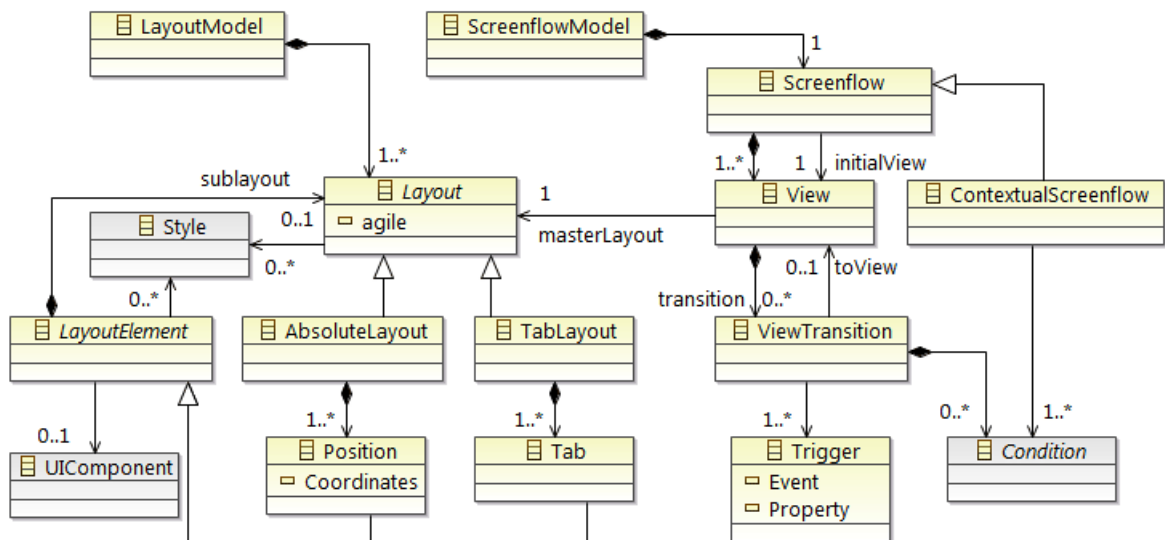 LayoutModel
ScreenflowModel
1
Screenflow
1..*
1..*
1
initialView
sublayout
Layout
agile
0..1
1
View
ContextualScreenflow
Style
masterLayout
0..*
0..1
toView
0..*
transition
0..*
LayoutElement
AbsoluteLayout
TabLayout
ViewTransition
0..1
1..*
1..*
1..*
0..*
1..*
UIComponent
Position
Coordinates
Tab
Trigger
Event
Property
Condition